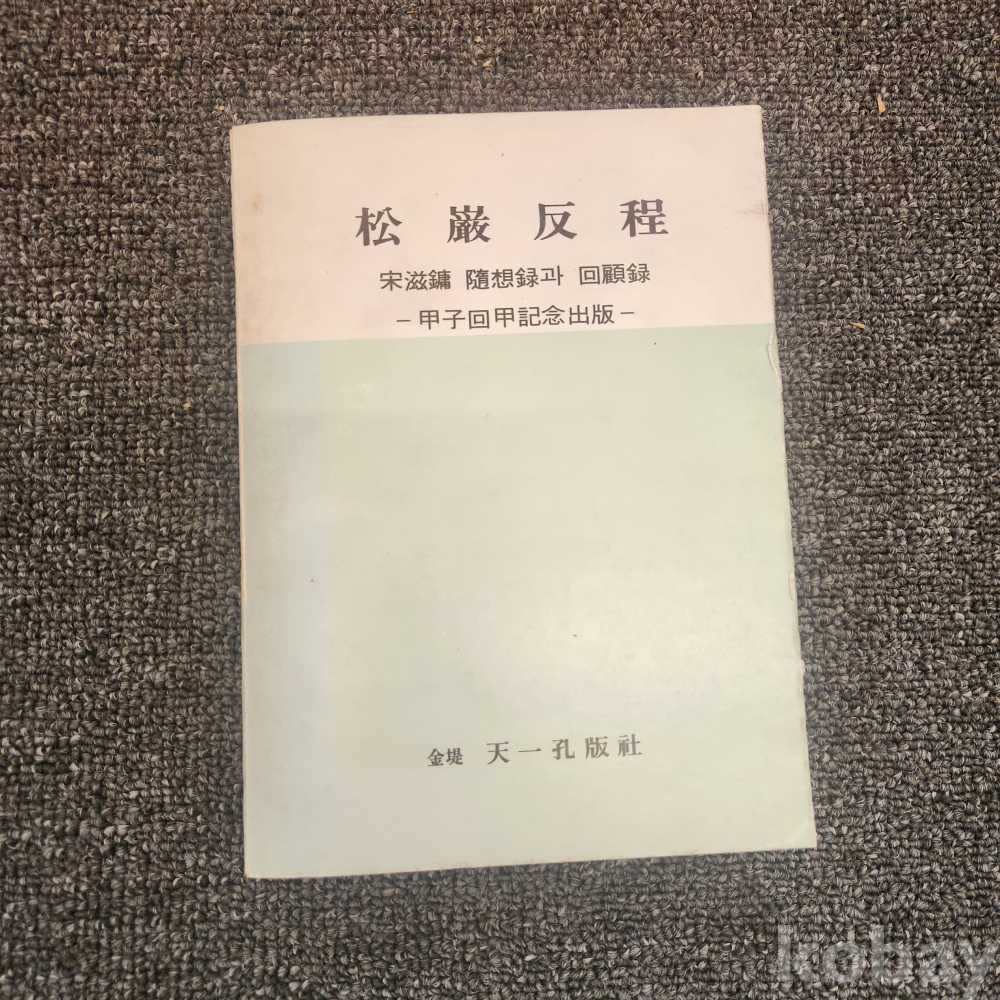 松巌反程
宋滋鏞 隨想録과 回顧録
－甲子回甲記念出版－
金堤 天一孔版社
kobay